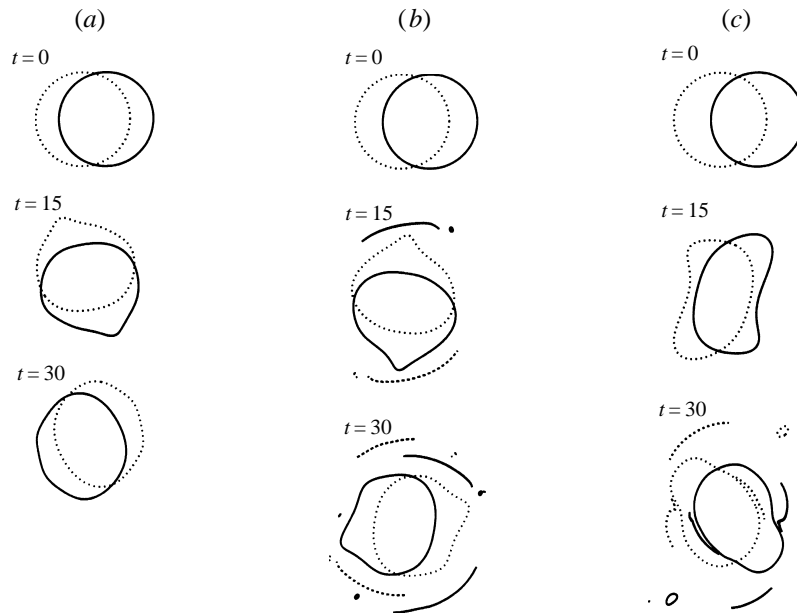 (a) (b) (c)
t = 0 t = 0 t = 0
t = 15 t = 15 t = 15
t = 30 t = 30 t = 30